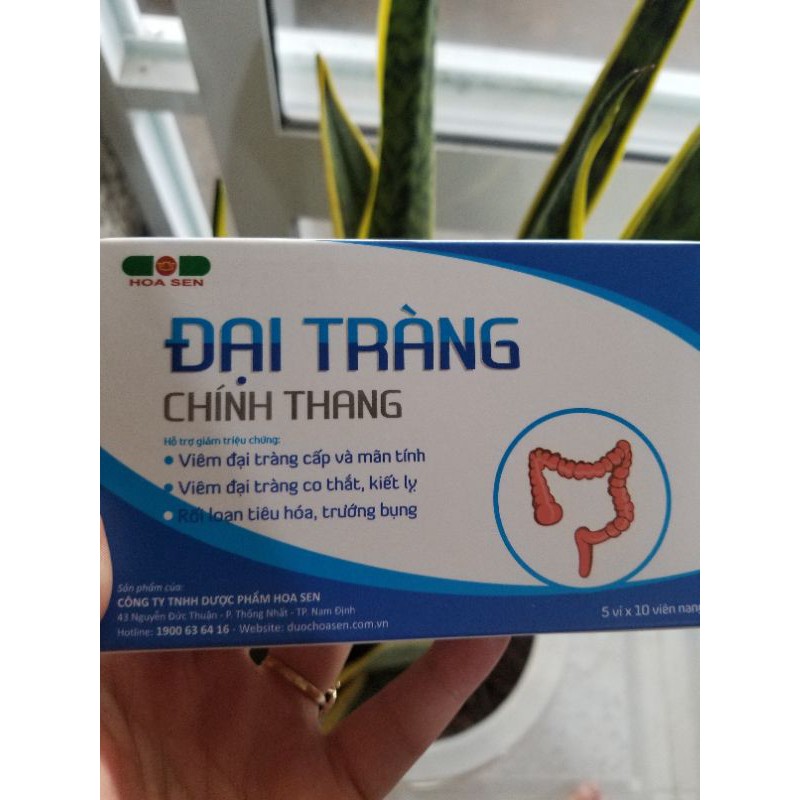 HOA SEN
ĐẠI TRÀNG
CHÍNH THANG
Hỗ trợ giảm triệu chứng:
• Viêm đại tràng cấp và mãn tính
• Viêm đại tràng co thắt, kiết lỵ
• Rối loạn tiêu hóa, trướng bụng
Sản phẩm của:
CÔNG TY TNHH DƯỢC PHẨM HOA SEN
43 Nguyễn Đức Thuận - P. Thống Nhất - TP. Nam Định
Hotline: 1900 63 64 16 - Website: duochoasen.com.vn
5 vỉ x 10 viên nang